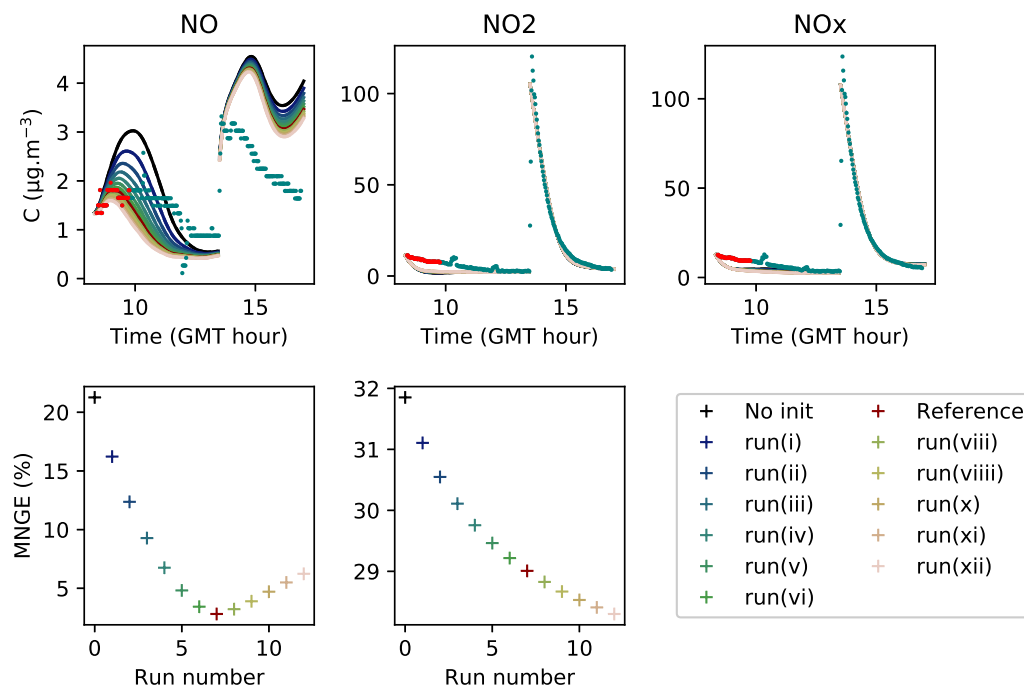 NO
NO2
NOx
C (µg.m⁻³)
4
3
2
1
0
100
50
0
100
50
0
10 15
10 15
10 15
Time (GMT hour)
Time (GMT hour)
Time (GMT hour)
MNGE (%)
20
15
10
5
32
31
30
29
0 5 10
0 5 10
Run number
Run number
No init
run(i)
run(ii)
run(iii)
run(iv)
run(v)
run(vi)
Reference
run(viii)
run(viiii)
run(x)
run(xi)
run(xii)